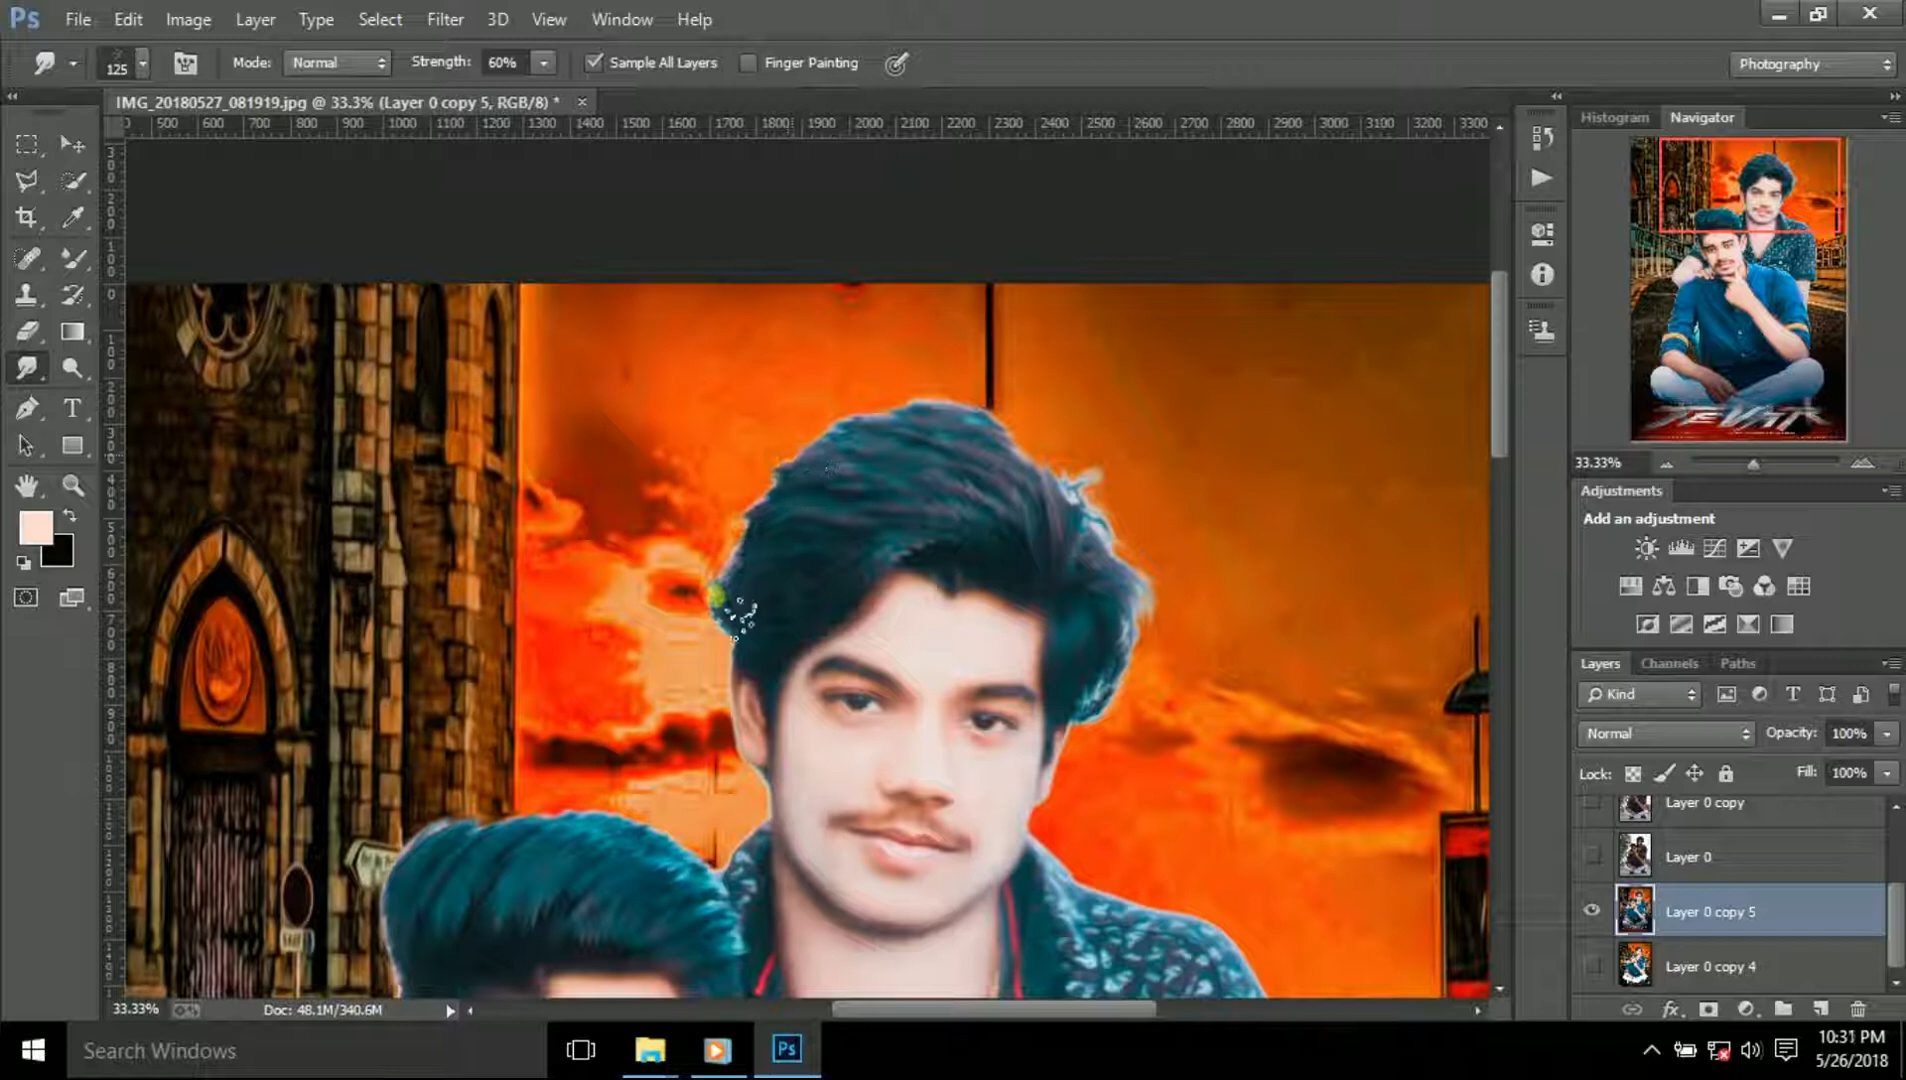 Ps File Edit Image Layer Type Select Filter 3D View Window Help
125 Mode: Normal Strength: 60% Sample All Layers Finger Painting Photography
IMG_20180527_081919.jpg @ 33.3% (Layer 0 copy 5, RGB/8) *
500 600 700 800 900 1000 1100 1200 1300 1400 1500 1600 1700 1800 1900 2000 2100 2200 2300 2400 2500 2600 2700 2800 2900 3000 3100 3200 3300
Histogram Navigator
TEVAR
33.33%
Adjustments
Add an adjustment
Layers Channels Paths
Kind
Normal Opacity: 100%
Lock: Fill: 100%
Layer 0 copy
Layer 0
Layer 0 copy 5
Layer 0 copy 4
33.33% Doc: 48.1M/340.6M
Search Windows
Ps
10:31 PM
5/26/2018